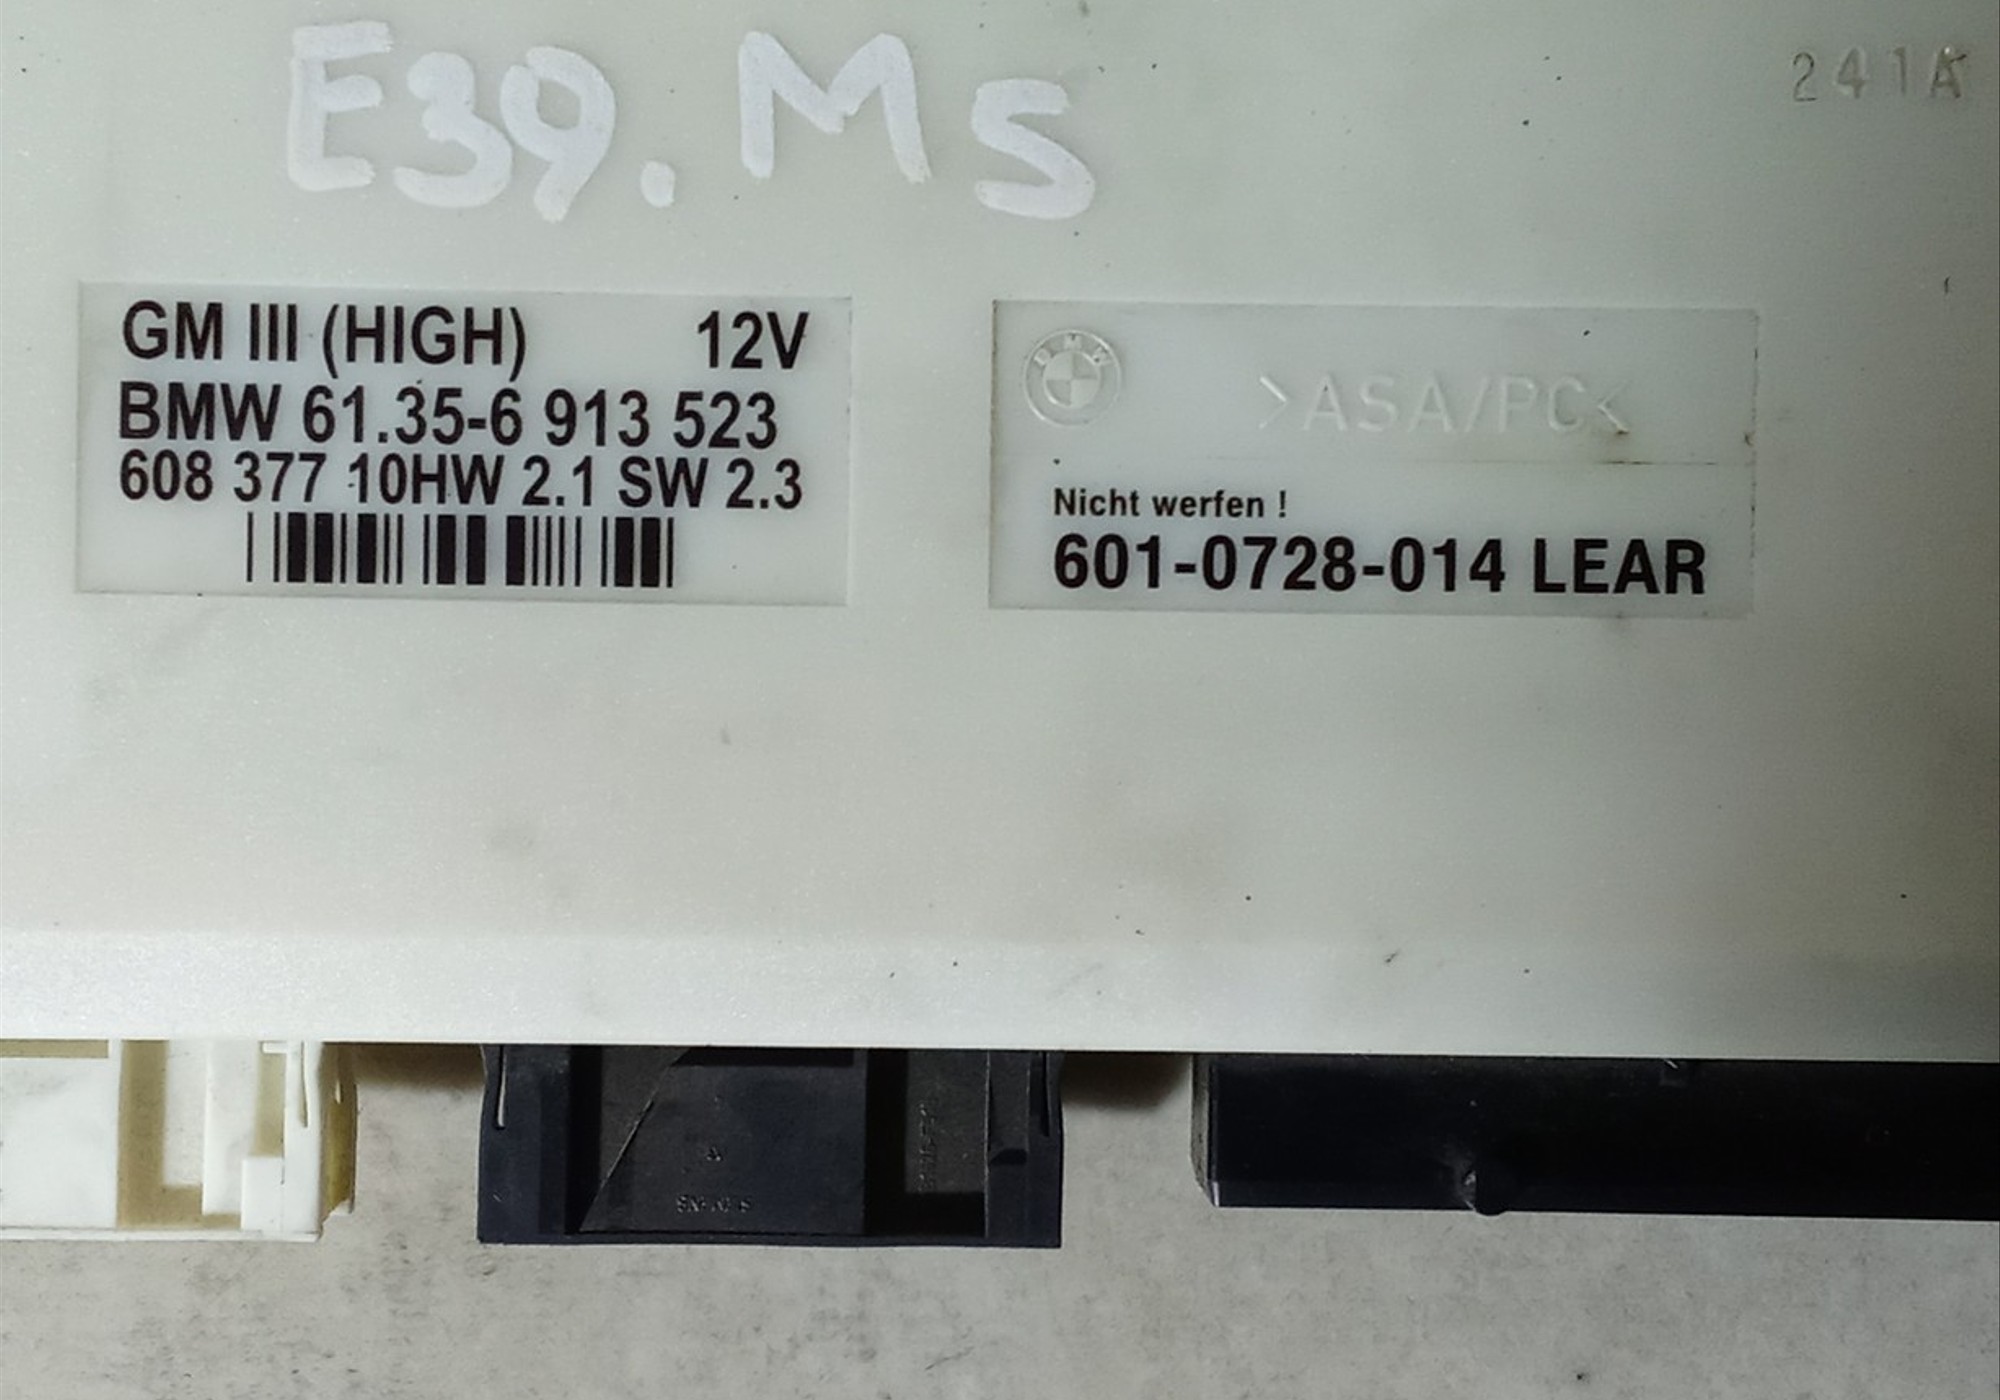 E39. M5
241A
GM III (HIGH) 12V
BMW 61.35-6 913 523
608 377 10HW 2.1 SW 2.3
BMW
>ASA/PC<
Nicht werfen !
601-0728-014 LEAR